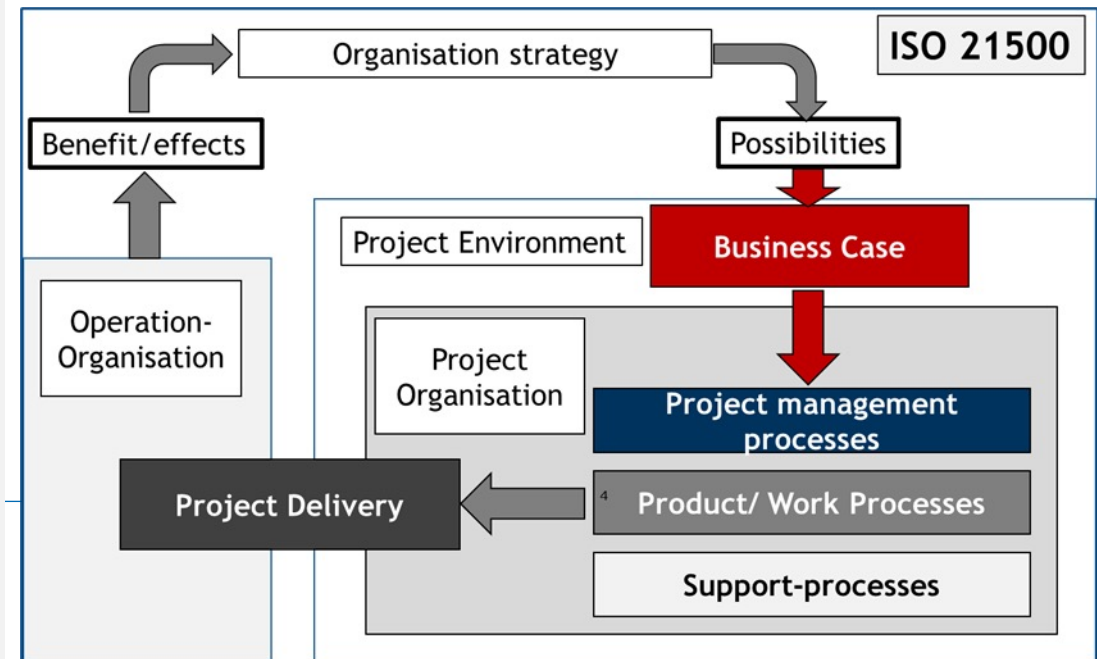 Organisation strategy
ISO 21500
Benefit/effects
Possibilities
Project Environment
Business Case
Operation-
Organisation
Project
Organisation
Project management
processes
Project Delivery
4
Product/ Work Processes
Support-processes